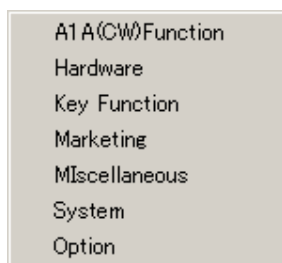 A1A(CW)Function
Hardware
Key Function
Marketing
MIscellaneous
System
Option